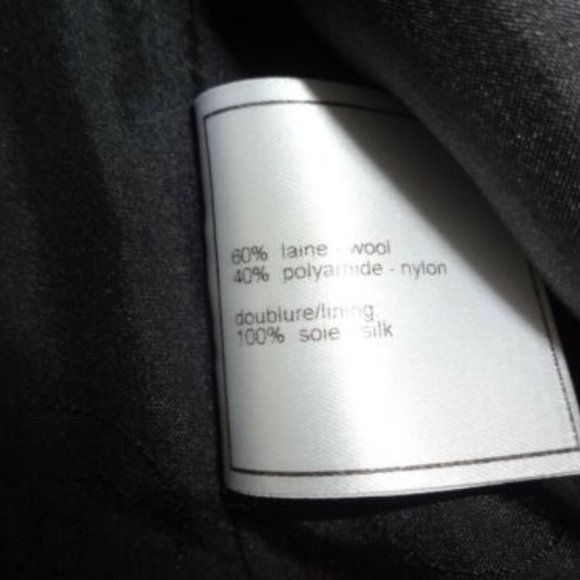 60% laine - wool
40% polyamide - nylon
doublure/lining
100% soie - silk